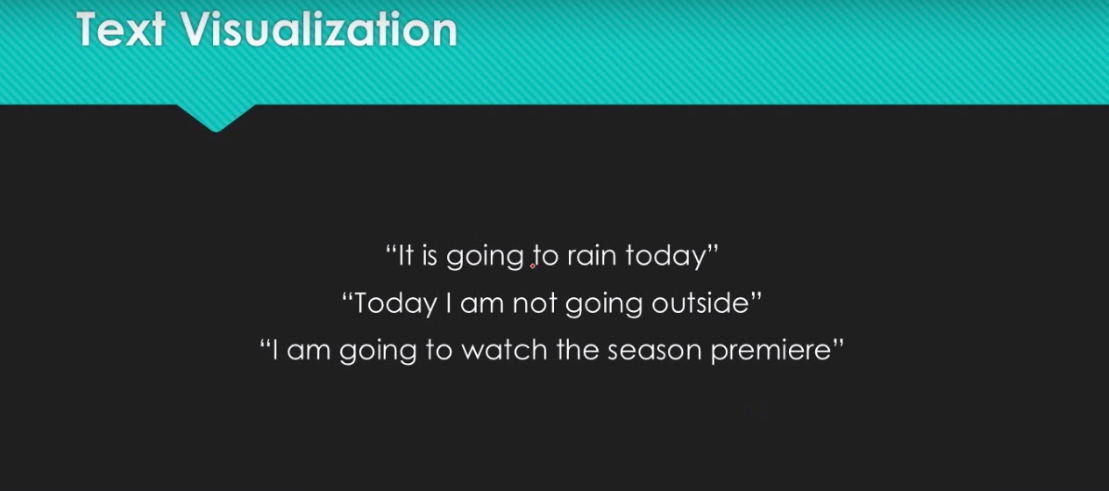 Text Visualization
“It is going to rain today”
“Today I am not going outside”
“I am going to watch the season premiere”